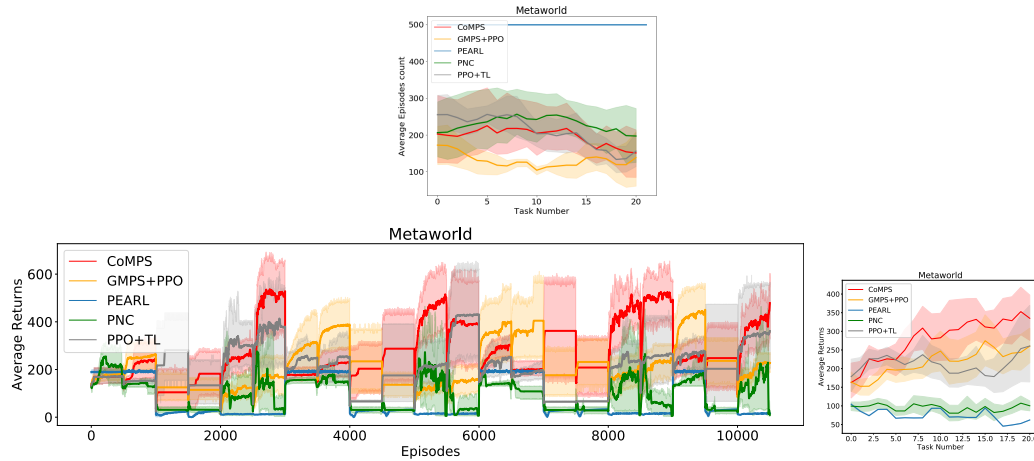 Metaworld
CoMPS
GMPS+PPO
PEARL
PNC
PPO+TL
Average Episodes count
500
400
300
200
100
0
5
10
15
20
Task Number
Metaworld
CoMPS
GMPS+PPO
PEARL
PNC
PPO+TL
Average Returns
600
400
200
0
0
2000
4000
6000
8000
10000
Episodes
Metaworld
CoMPS
GMPS+PPO
PEARL
PNC
PPO+TL
Average Returns
400
350
300
250
200
150
100
50
0.0
2.5
5.0
7.5
10.0
12.5
15.0
17.5
20.0
Task Number